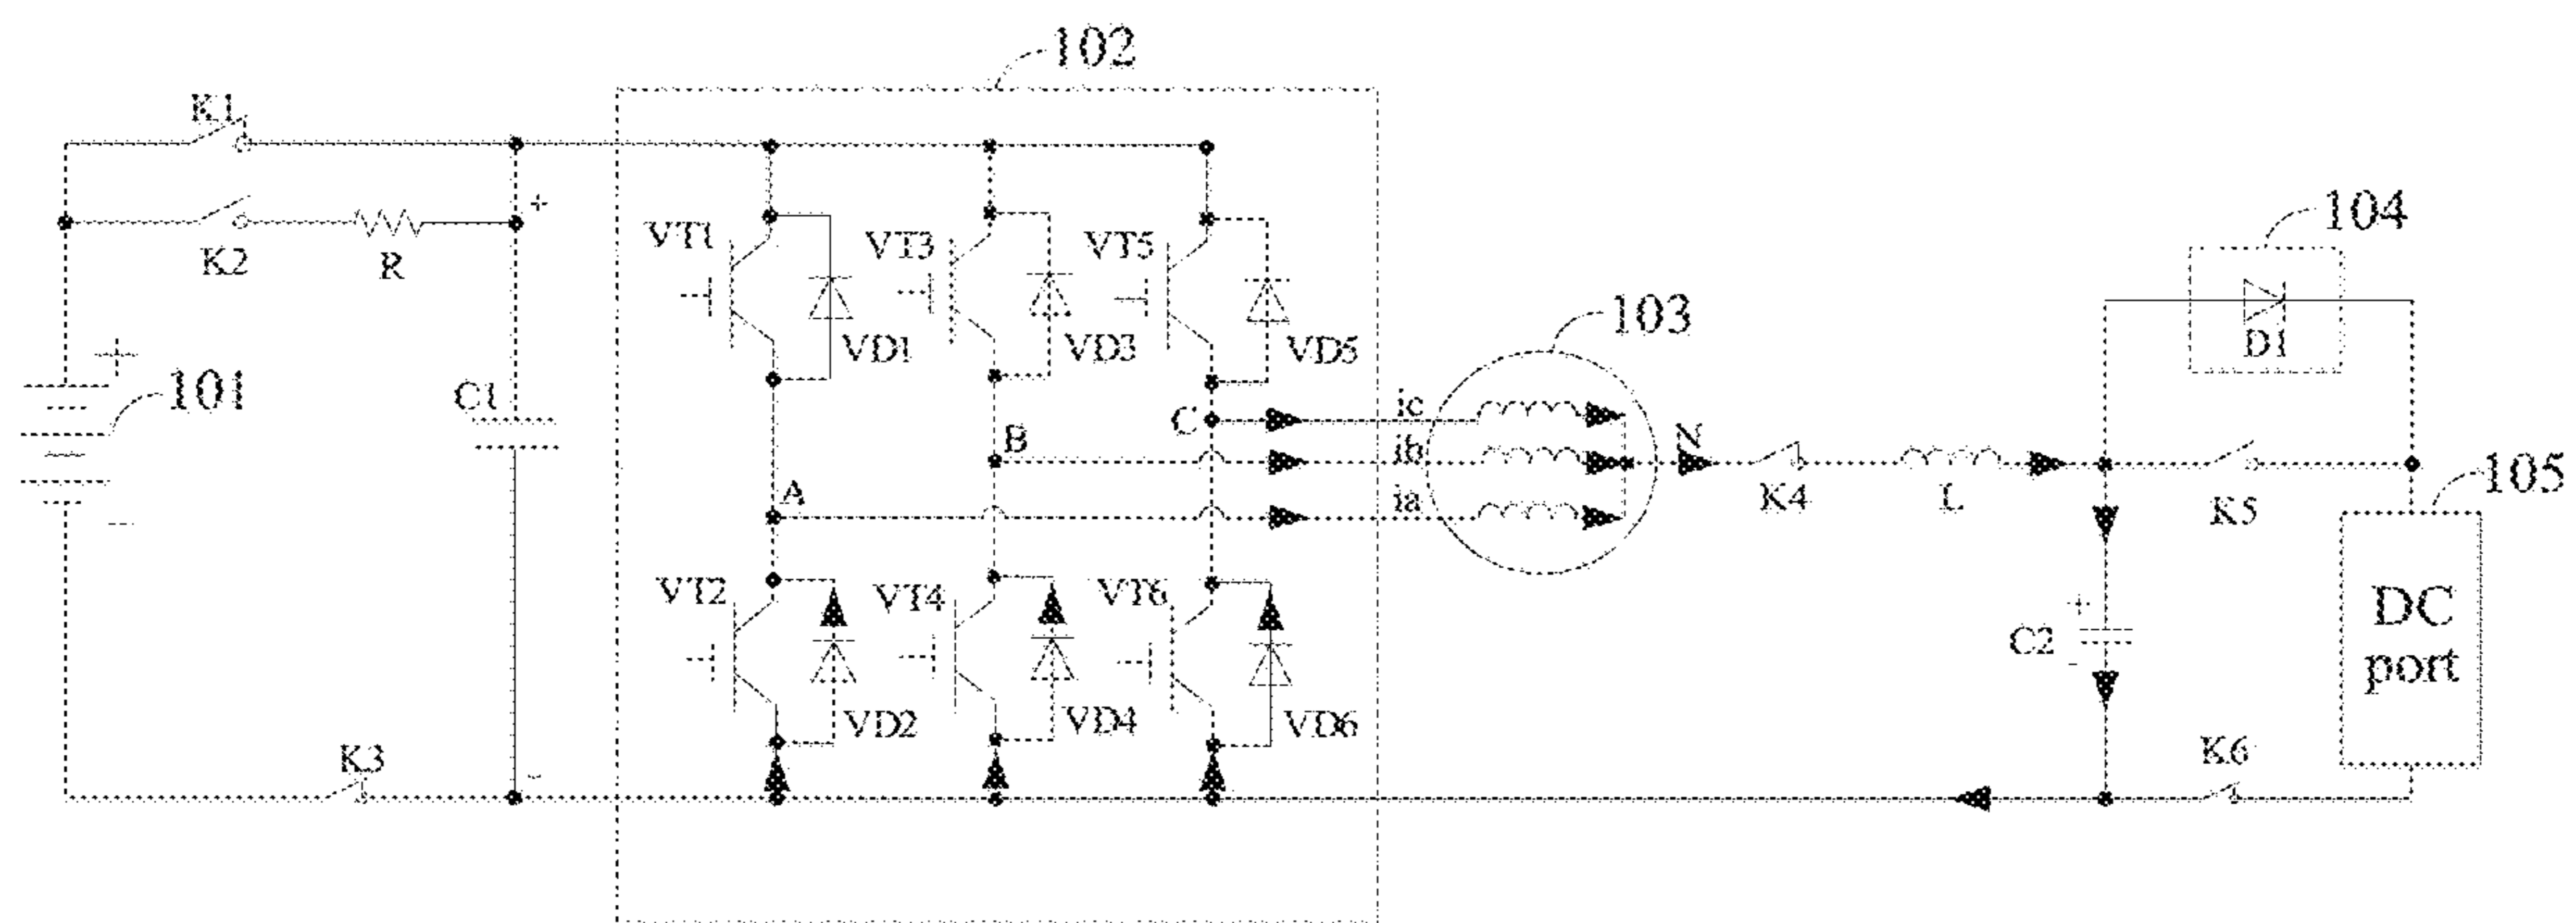 102
K1
104
+
K2
R
VT1
VT3
VT5
103
VD1
VD3
VD5
D1
+
101
C1
ic
C
B
ib
N
A
ia
K4
L
K5
105
-
VT2
VT4
VT6
DC
port
+
C2
-
VD2
VD4
VD6
K3
K6
-